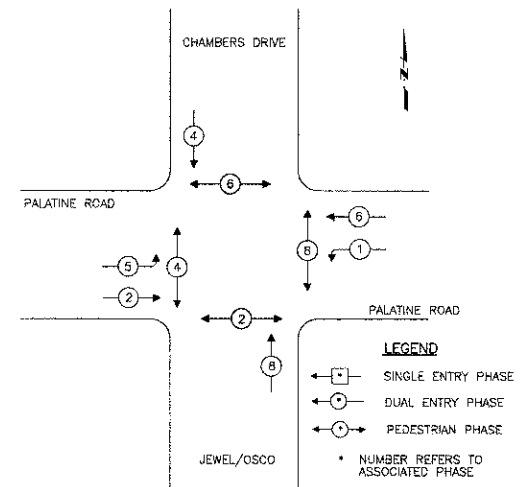 CHAMBERS DRIVE
N
4
6
PALATINE ROAD
6
5
4
8
1
2
2
PALATINE ROAD
8
LEGEND
* SINGLE ENTRY PHASE
* DUAL ENTRY PHASE
* PEDESTRIAN PHASE
* NUMBER REFERS TO
ASSOCIATED PHASE
JEWEL/OSCO